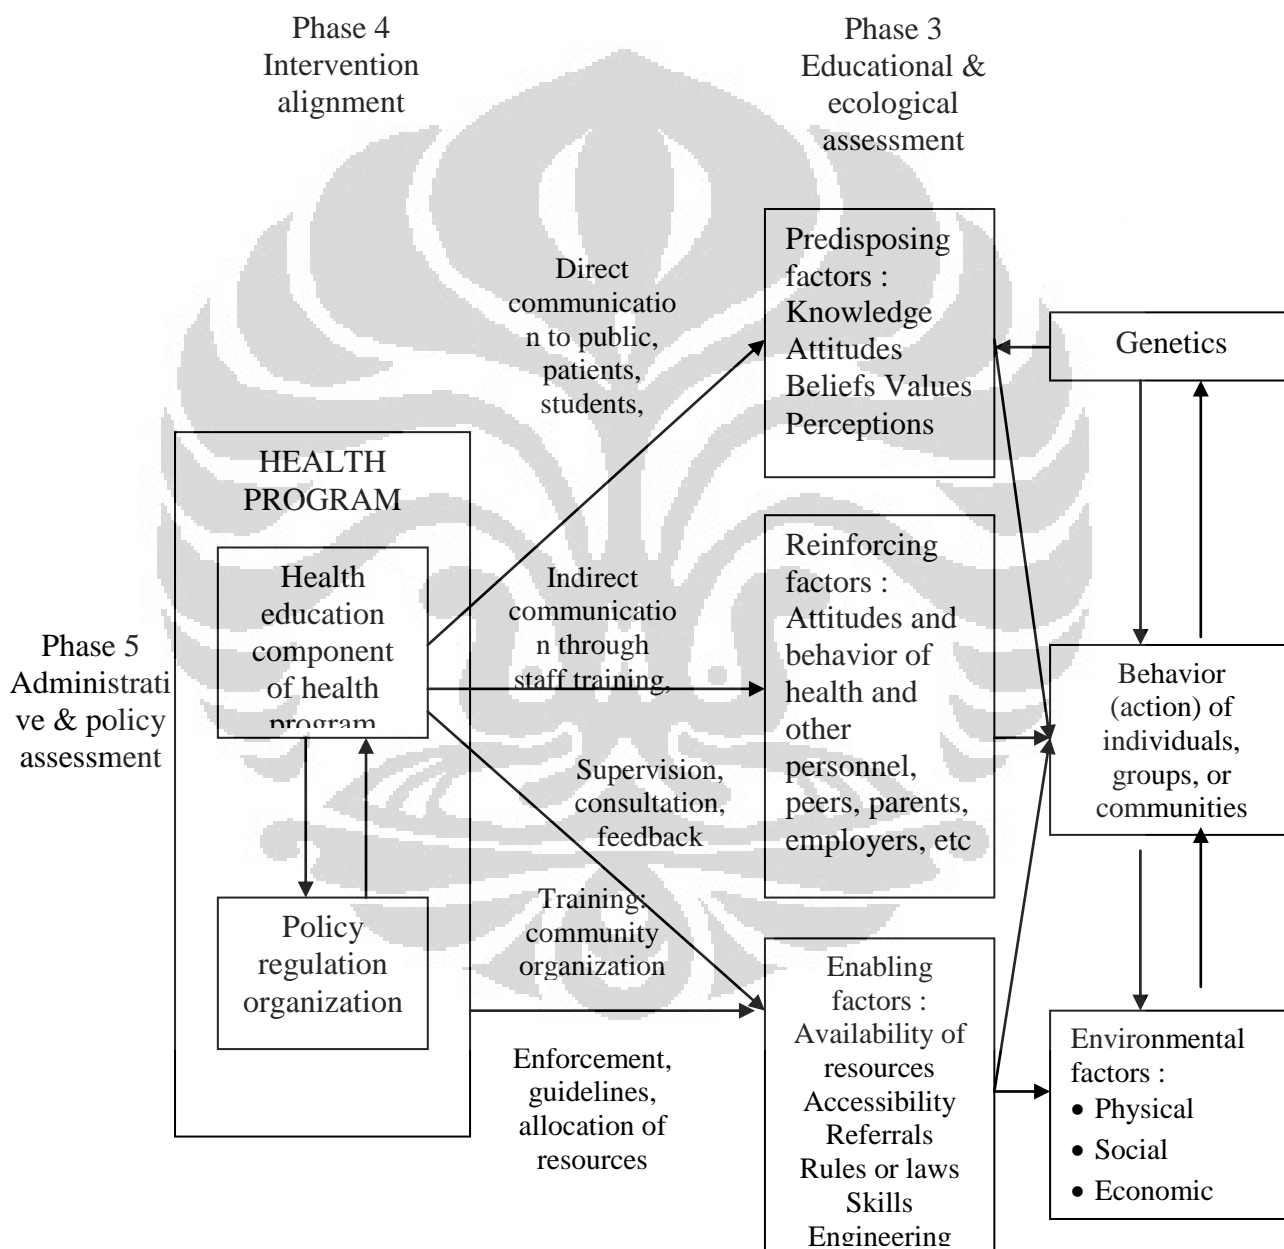 Phase 4
Intervention
alignment
Phase 3
Educational &
ecological
assessment
Direct
communicatio
n to public,
patients,
students,
Predisposing
factors :
Knowledge
Attitudes
Beliefs Values
Perceptions
Genetics
HEALTH
PROGRAM
Health
education
component
of health
program
Indirect
communicatio
n through
staff training,
Reinforcing
factors :
Attitudes and
behavior of
health and
other
personnel,
peers, parents,
employers, etc
Phase 5
Administrati
ve & policy
assessment
Behavior
(action) of
individuals,
groups, or
communities
Supervision,
consultation,
feedback
Policy
regulation
organization
Training:
community
organization
Enabling
factors :
Availability of
resources
Accessibility
Referrals
Rules or laws
Skills
Engineering
Enforcement,
guidelines,
allocation of
resources
Environmental
factors :
• Physical
• Social
• Economic